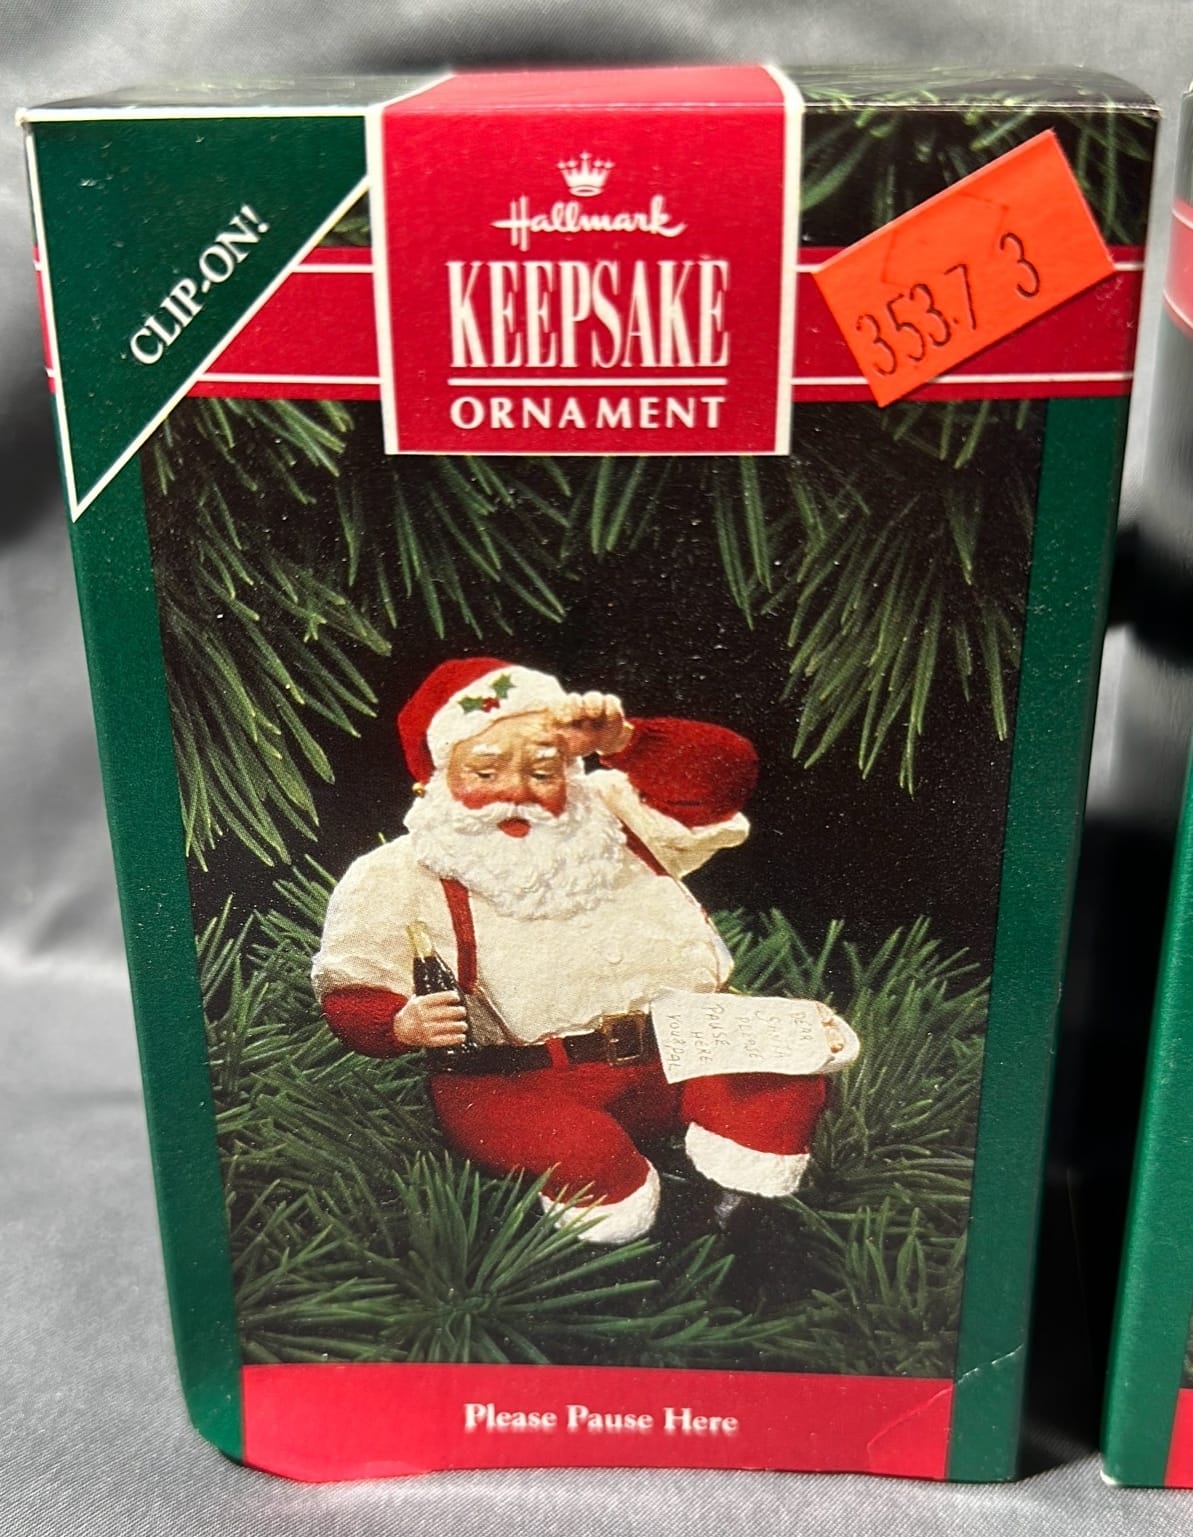 CLIP-ON!
Hallmark
KEEPSAKE
ORNAMENT
353.7 3
DEAR
SANTA
PLEASE
PAUSE
HERE
YOUR PAL
Please Pause Here